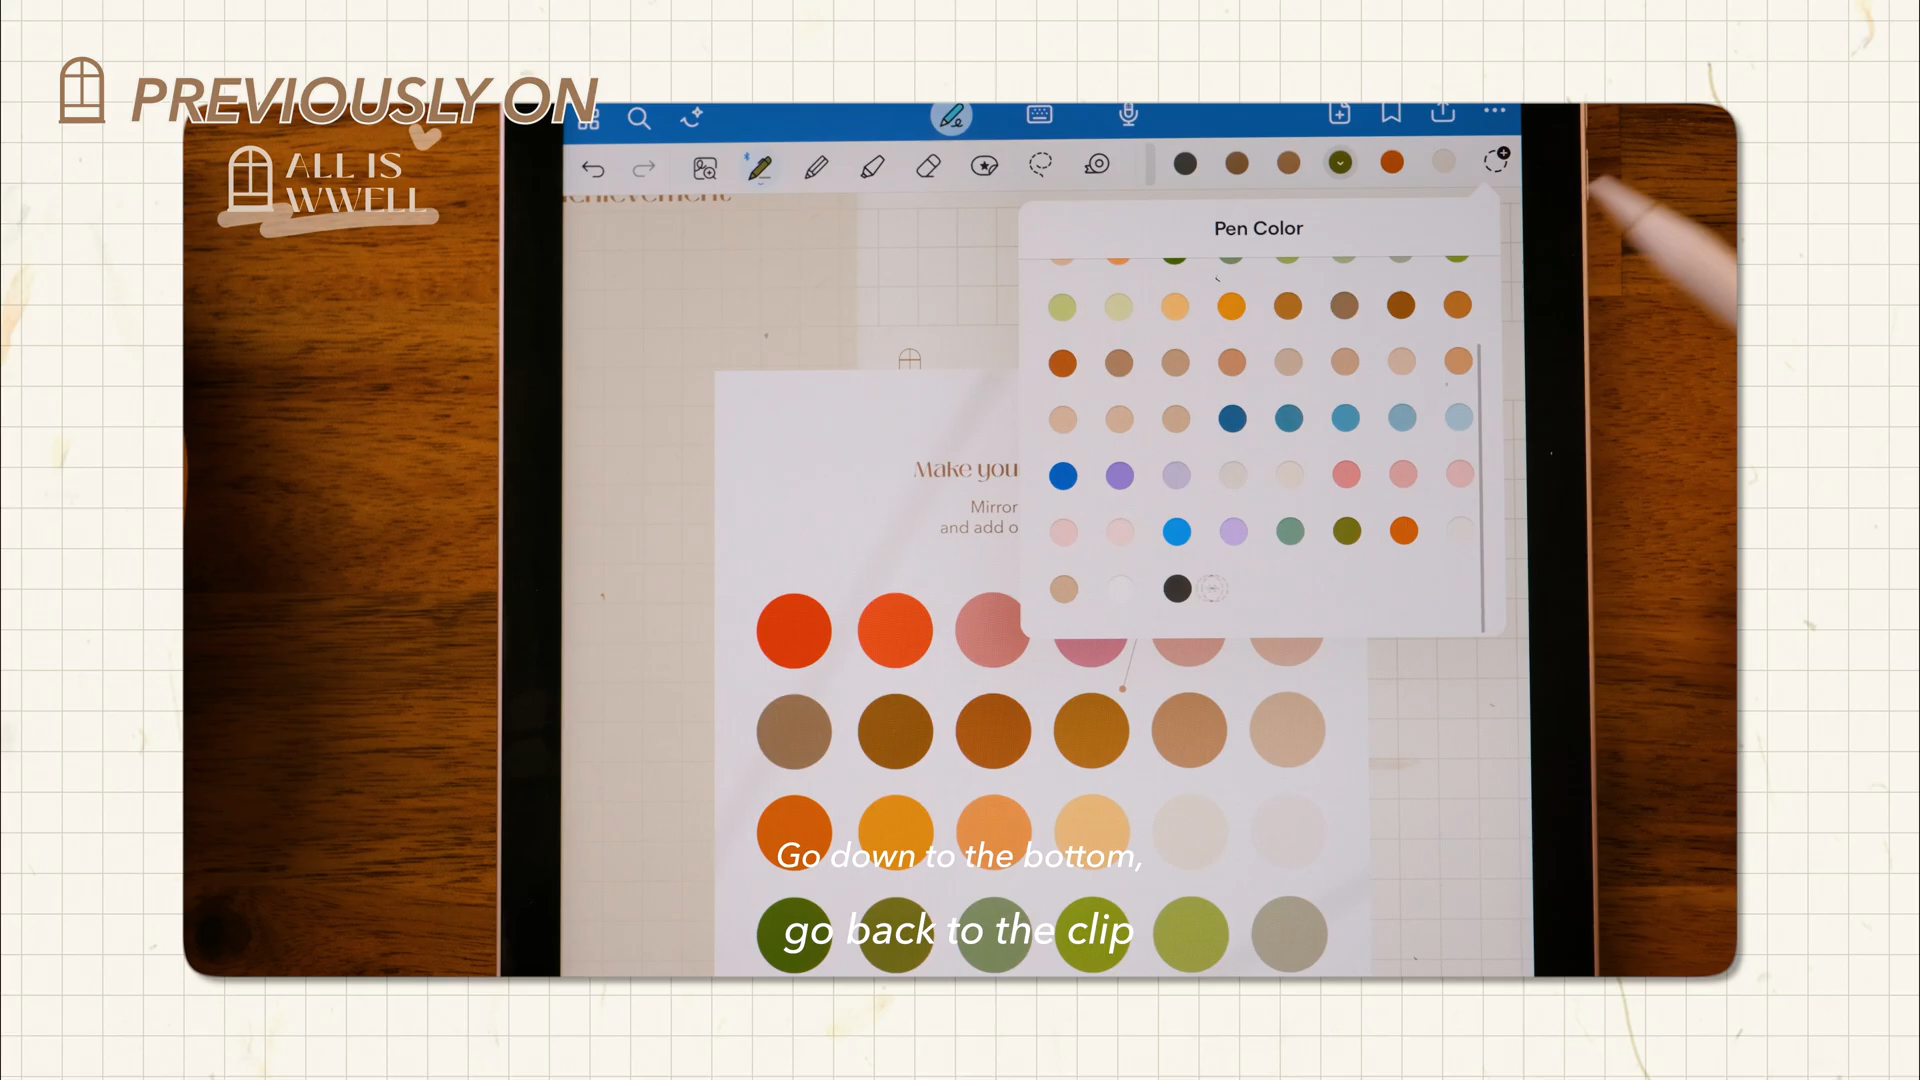 PREVIOUSLY ON
ALL IS
WWELL
achievement
Pen Color
Make you
Mirror
and add o
Go down to the bottom,
go back to the clip